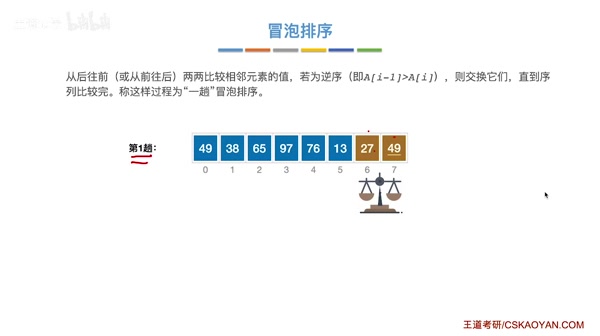 冒泡排序
从后往前（或从前往后）两两比较相邻元素的值，若为逆序（即A[i-1]>A[i]），则交换它们，直到序
列比较完。称这样过程为“一趟”冒泡排序。
第1趟：
49 38 65 97 76 13 27 49
0 1 2 3 4 5 6 7
王道考研/CSKAOYAN.COM